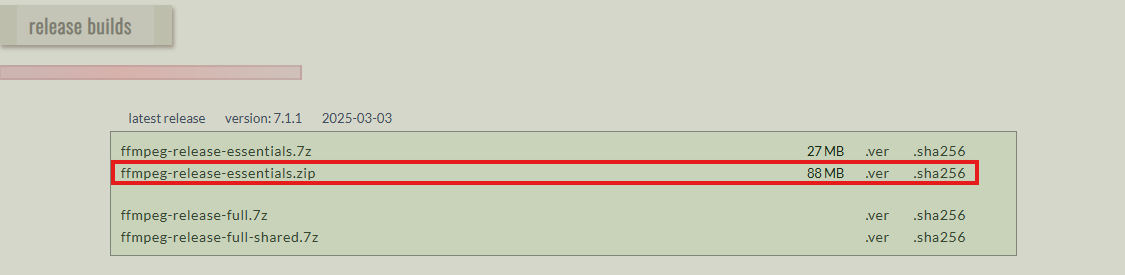 release builds
latest release version: 7.1.1 2025-03-03
ffmpeg-release-essentials.7z 27 MB .ver .sha256
ffmpeg-release-essentials.zip 88 MB .ver .sha256
ffmpeg-release-full.7z .ver .sha256
ffmpeg-release-full-shared.7z .ver .sha256